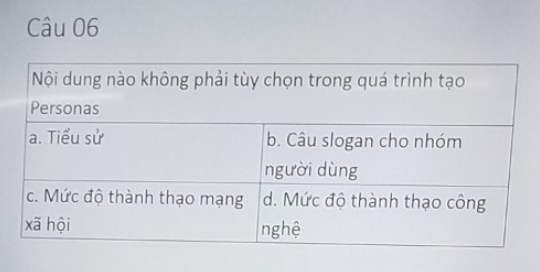 Câu 06
Nội dung nào không phải tùy chọn trong quá trình tạo
Personas
a. Tiểu sử
b. Câu slogan cho nhóm
người dùng
c. Mức độ thành thạo mạng
xã hội
d. Mức độ thành thạo công
nghệ